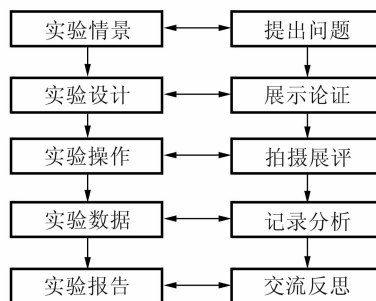 实验情景 提出问题
实验设计 展示论证
实验操作 拍摄展评
实验数据 记录分析
实验报告 交流反思